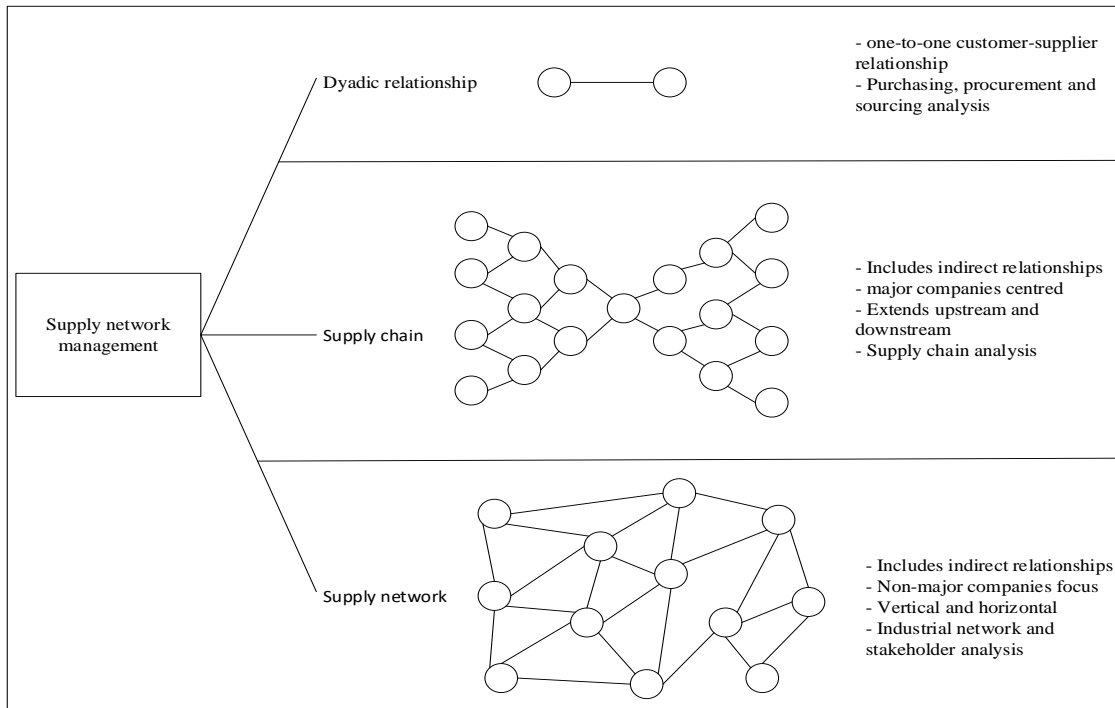 Supply network
management
Dyadic relationship
- one-to-one customer-supplier
relationship
- Purchasing, procurement and
sourcing analysis
Supply chain
- Includes indirect relationships
- major companies centred
- Extends upstream and
downstream
- Supply chain analysis
Supply network
- Includes indirect relationships
- Non-major companies focus
- Vertical and horizontal
- Industrial network and
stakeholder analysis